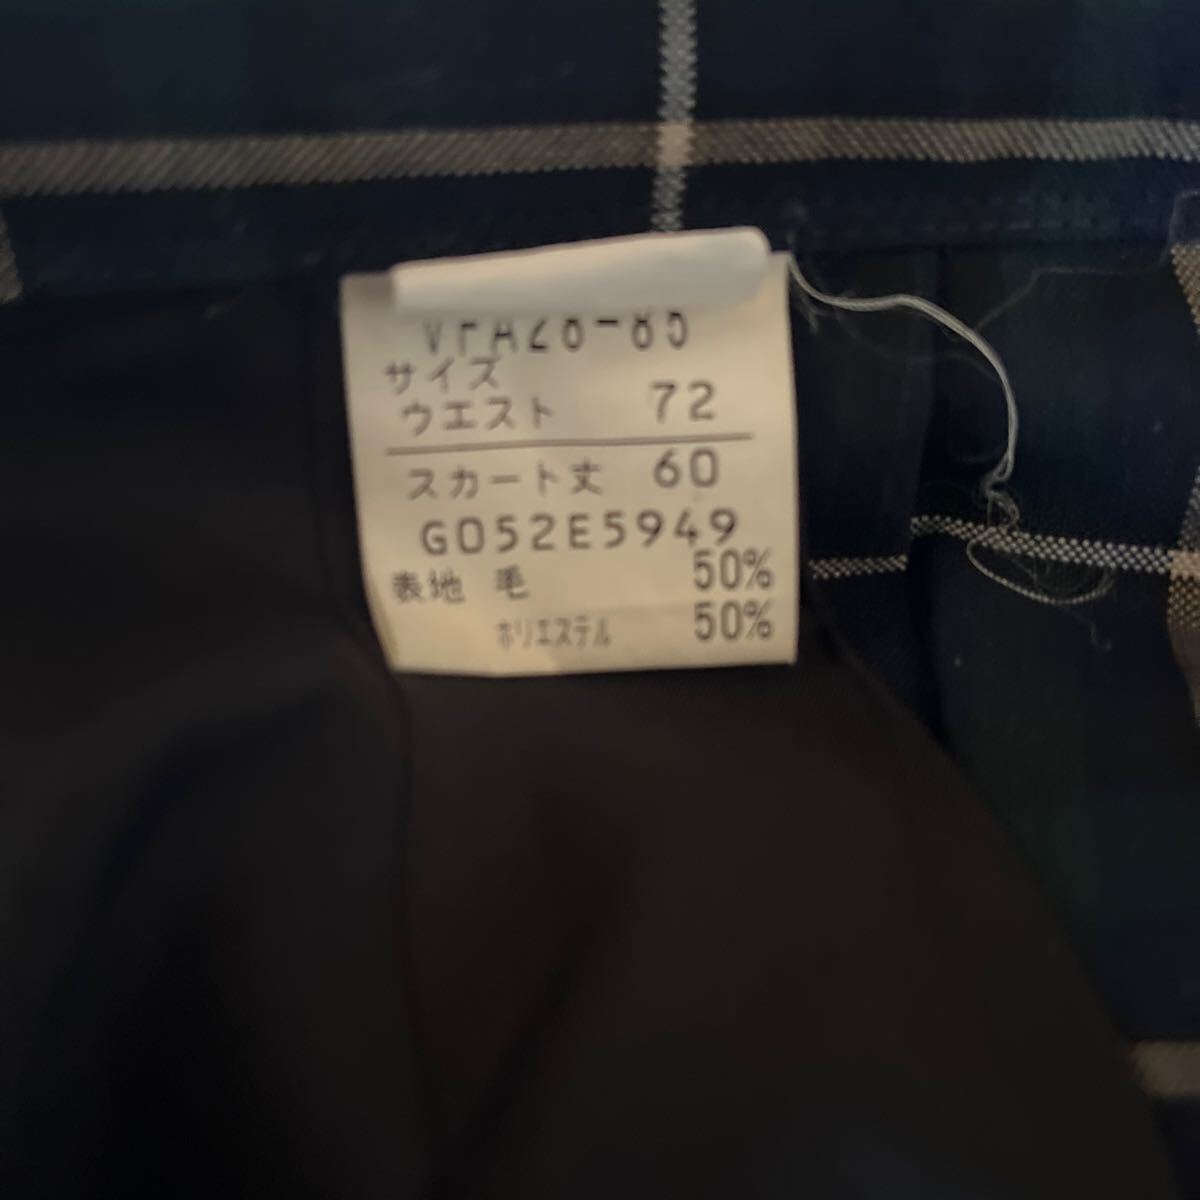 サイズ
ウエスト 72
スカート丈 60
G052E5949
表地 毛 50%
ポリエステル 50%